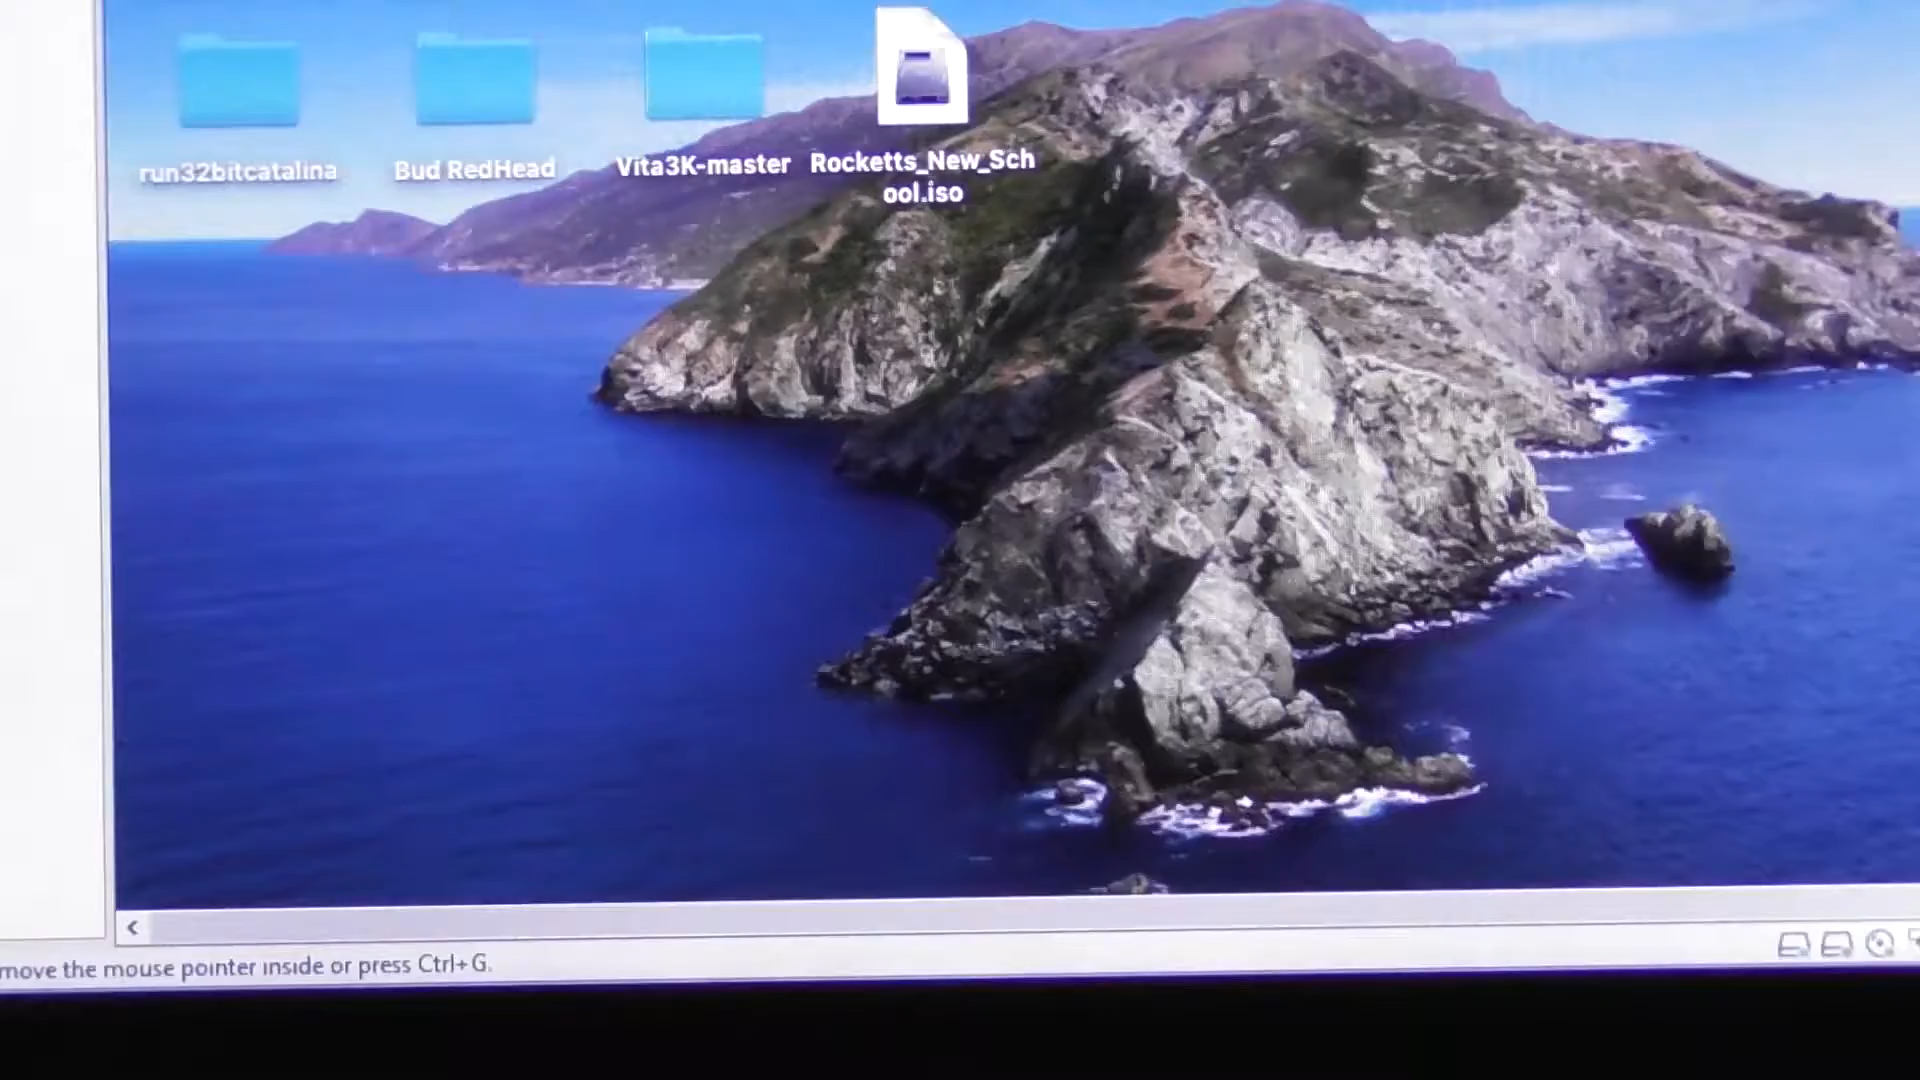 run32bitcatalina
Bud RedHead
Vita3K-master
Rocketts_New_Sch
ool.iso
move the mouse pointer inside or press Ctrl+G.